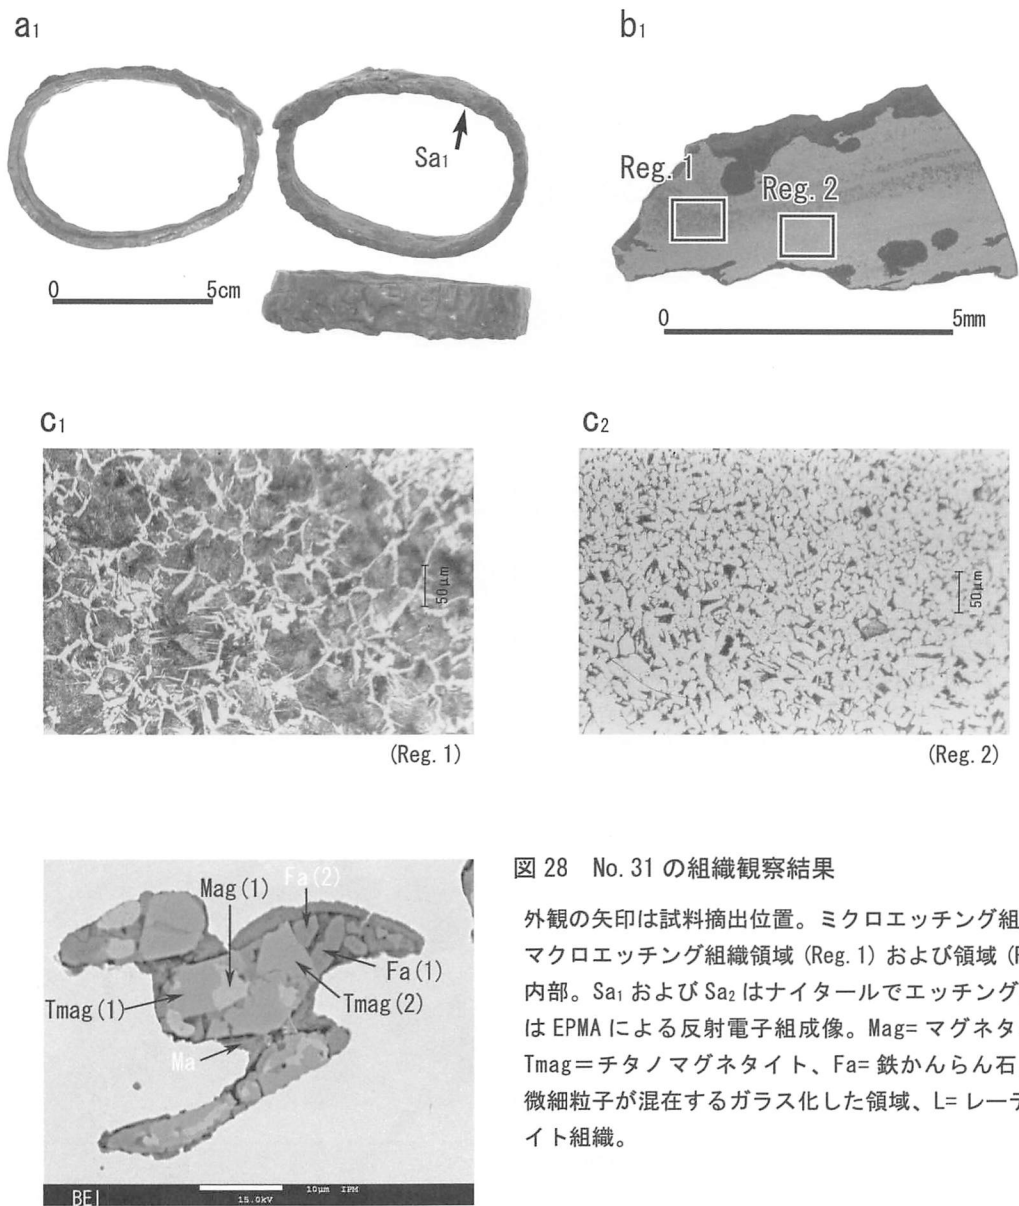 a1
b1
Sa1
0 5cm
Reg. 1
Reg. 2
0 5mm
c1
c2
50μm
50μm
(Reg. 1)
(Reg. 2)
Mag(1)
Fa(2)
Fa(1)
Tmag(1)
Tmag(2)
Ma
BEI
10μm
15.0kV
図 28 No. 31 の組織観察結果
外観の矢印は試料摘出位置。ミクロエッチング組
マクロエッチング組織領域 (Reg. 1) および領域
内部。Sa1 および Sa2 はナイタールでエッチング
は EPMA による反射電子組成像。Mag= マグネタ
Tmag=チタノマグネタイト、Fa= 鉄かんらん石
微細粒子が混在するガラス化した領域、L= レーデ
イト組織。